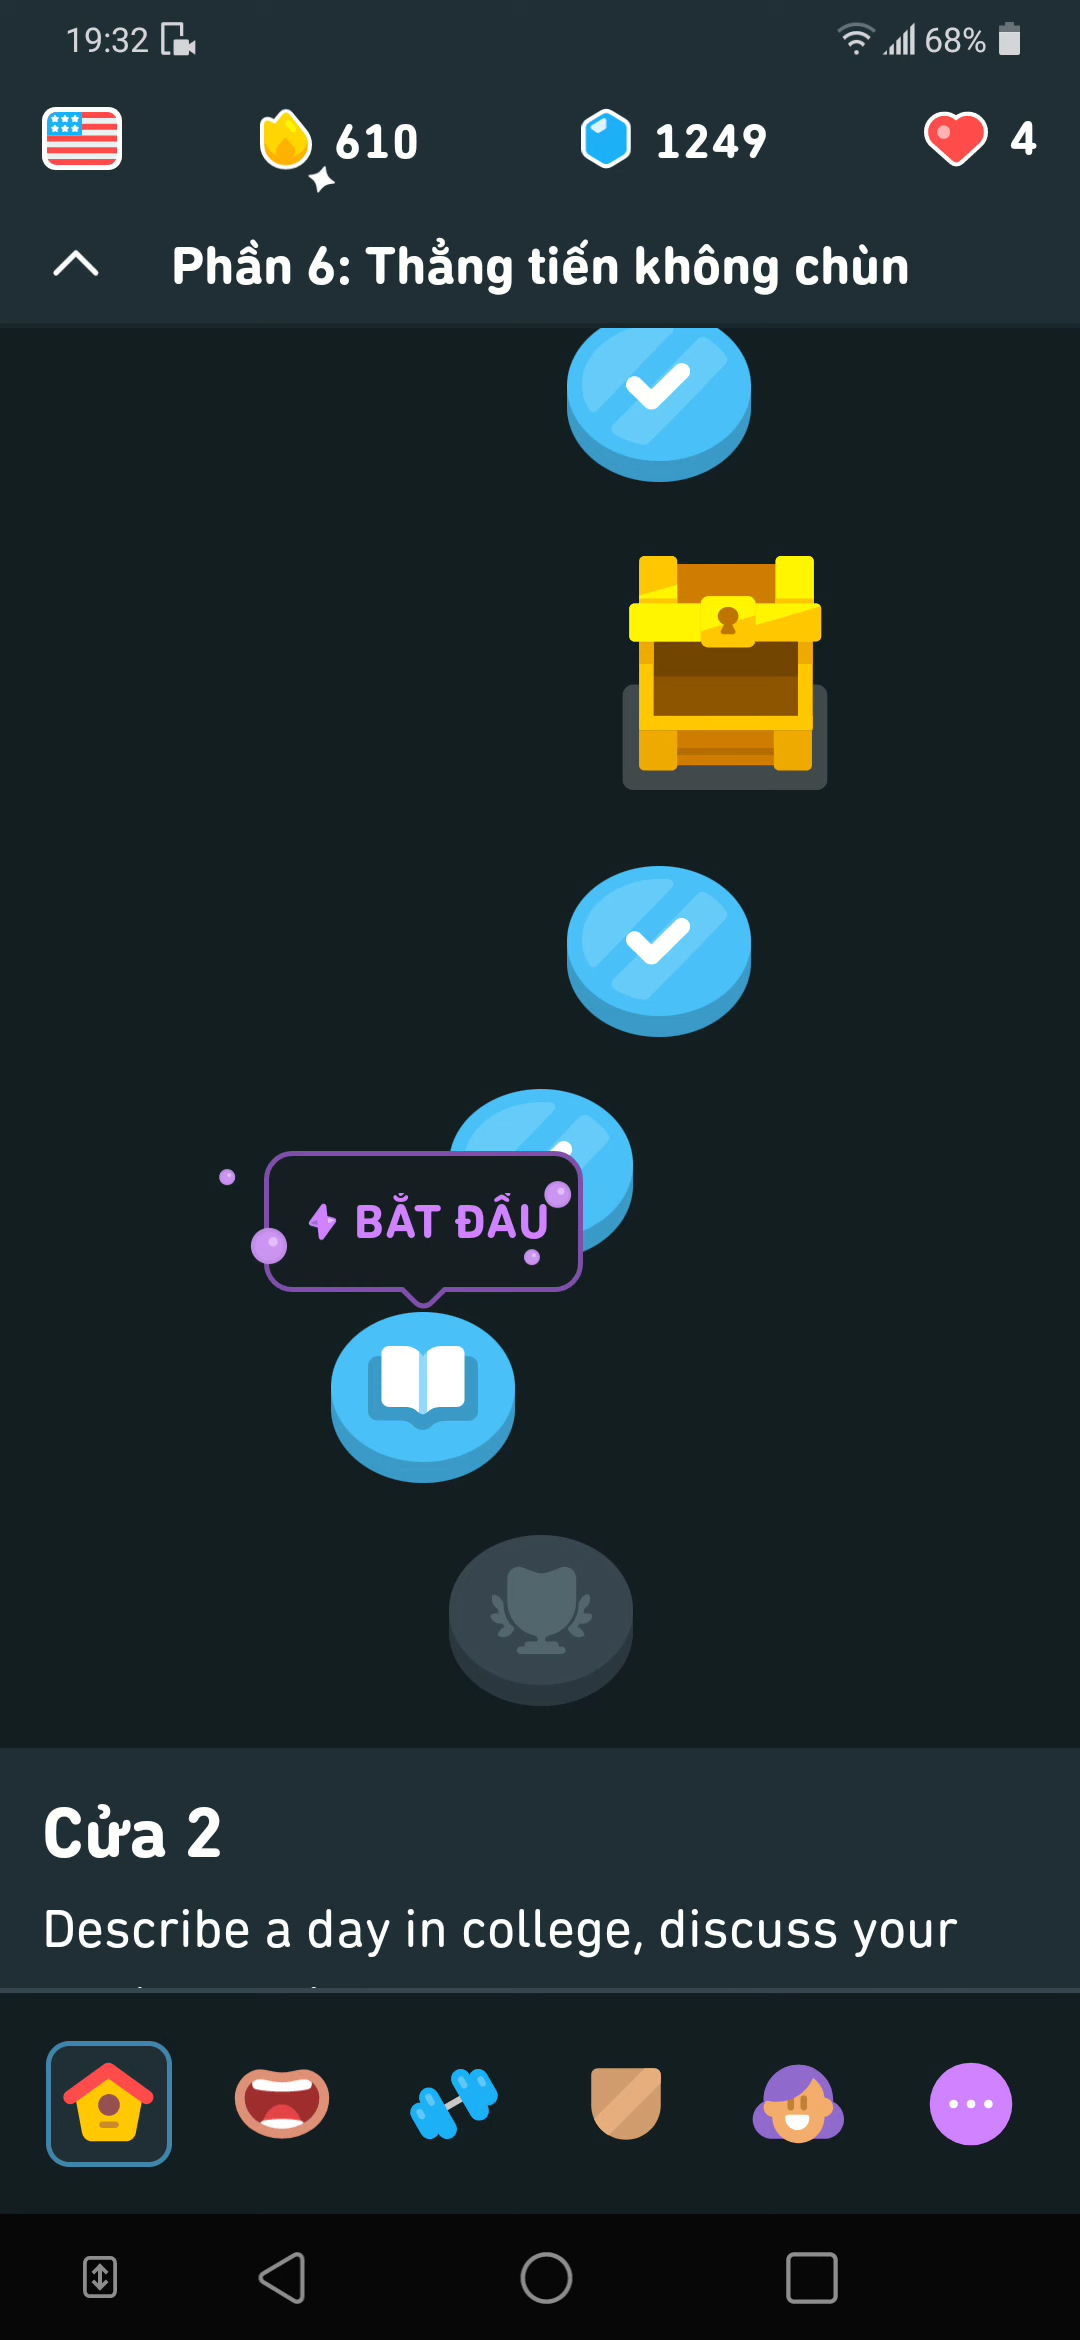 19:32
68%
610
1249
4
Phần 6: Thẳng tiến không chùn
BẮT ĐẦU
Cửa 2
Describe a day in college, discuss your